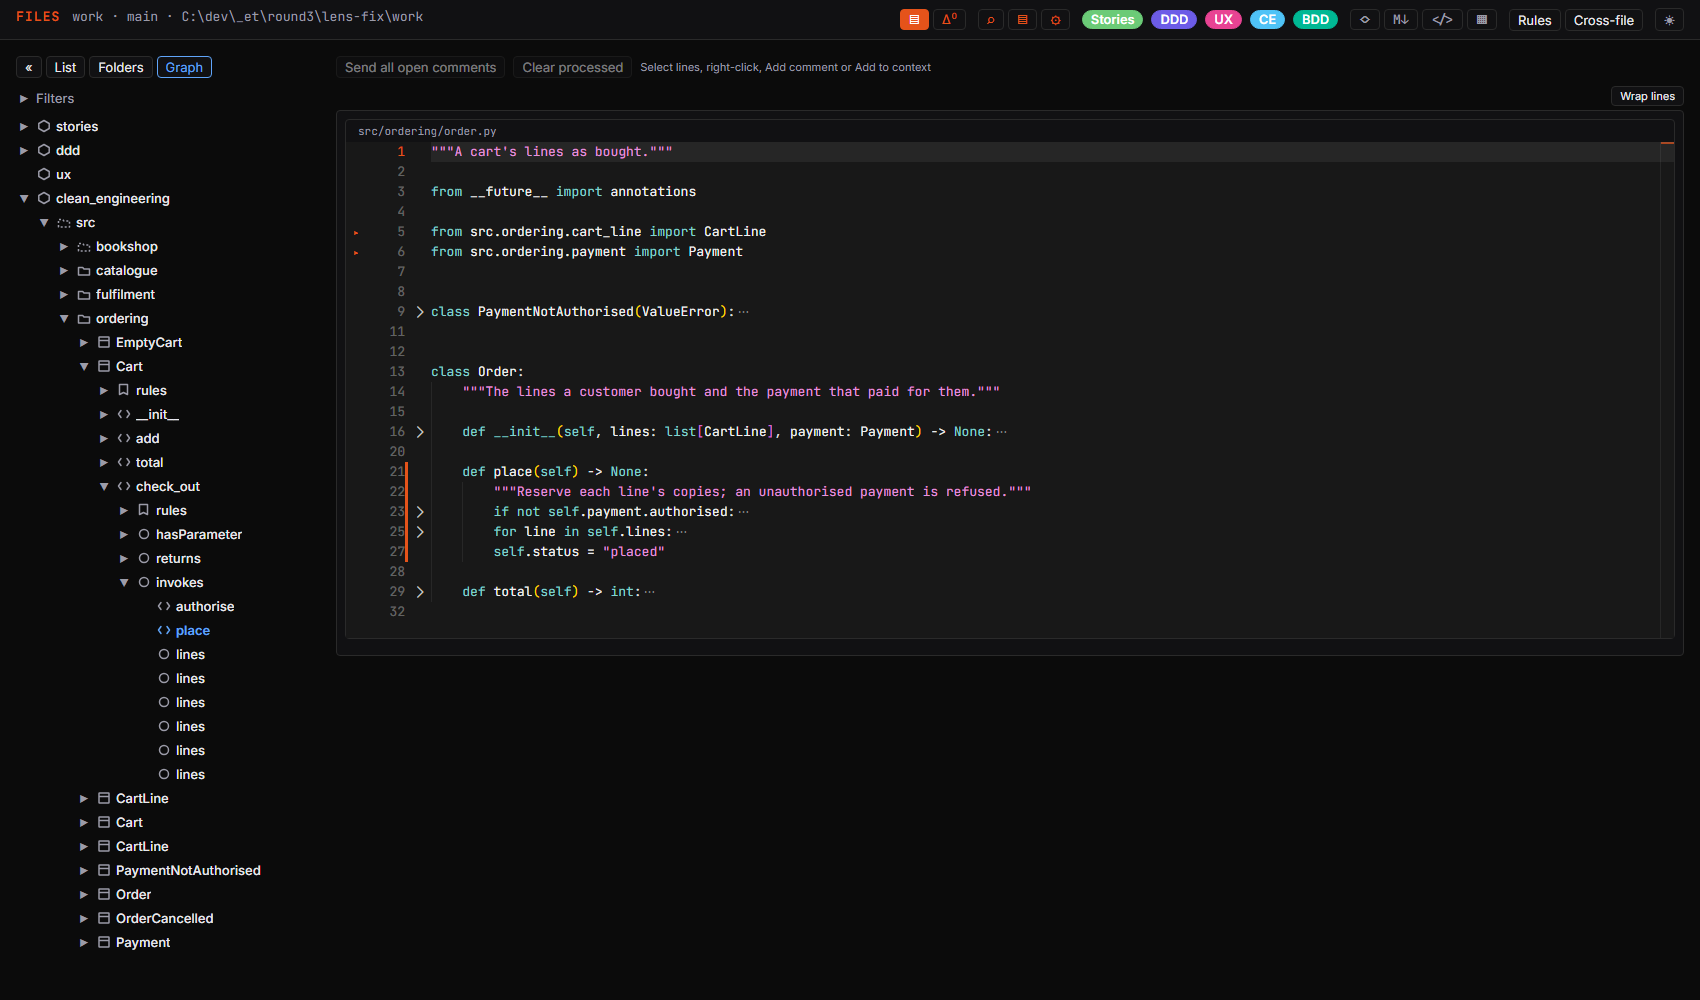 FILES work · main · C:\dev\_et\round3\lens-fix\work
Δ⁰ Stories DDD UX CE BDD M↓ </> Rules Cross-file
« List Folders Graph
Send all open comments Clear processed Select lines, right-click, Add comment or Add to context
Filters
Wrap lines
stories
ddd
ux
clean_engineering
src
bookshop
catalogue
fulfilment
ordering
EmptyCart
Cart
rules
__init__
add
total
check_out
rules
hasParameter
returns
invokes
authorise
place
lines
lines
lines
lines
lines
lines
CartLine
Cart
CartLine
PaymentNotAuthorised
Order
OrderCancelled
Payment
src/ordering/order.py
1 """A cart's lines as bought."""
2
3 from __future__ import annotations
4
5 from src.ordering.cart_line import CartLine
6 from src.ordering.payment import Payment
7
8
9 class PaymentNotAuthorised(ValueError):···
11
12
13 class Order:
14 """The lines a customer bought and the payment that paid for them."""
15
16 def __init__(self, lines: list[CartLine], payment: Payment) -> None:···
20
21 def place(self) -> None:
22 """Reserve each line's copies; an unauthorised payment is refused."""
23 if not self.payment.authorised:···
25 for line in self.lines:···
27 self.status = "placed"
28
29 def total(self) -> int:···
32